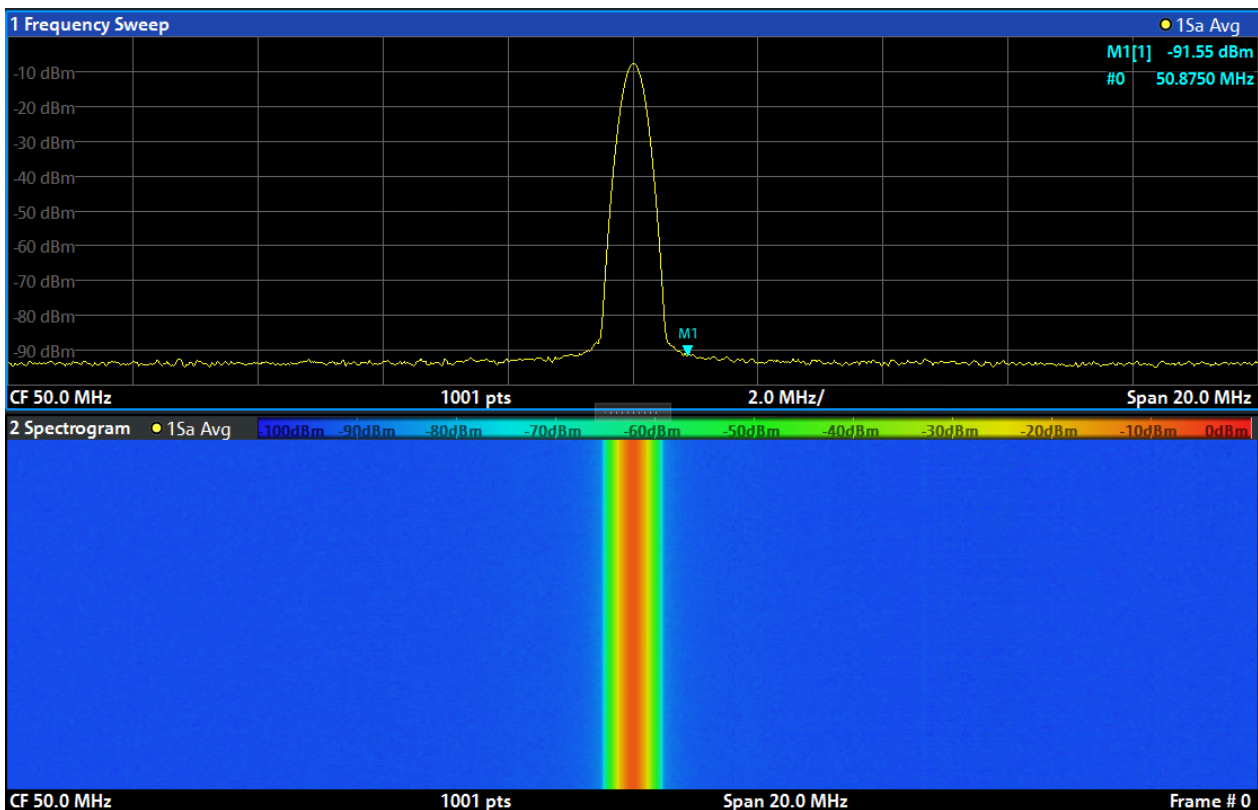 1 Frequency Sweep 1Sa Avg
M1[1] -91.55 dBm
#0 50.8750 MHz
-10 dBm
-20 dBm
-30 dBm
-40 dBm
-50 dBm
-60 dBm
-70 dBm
-80 dBm
-90 dBm
M1
CF 50.0 MHz 1001 pts 2.0 MHz/ Span 20.0 MHz
2 Spectrogram 1Sa Avg -100dBm -90dBm -80dBm -70dBm -60dBm -50dBm -40dBm -30dBm -20dBm -10dBm 0dBm
CF 50.0 MHz 1001 pts Span 20.0 MHz Frame # 0